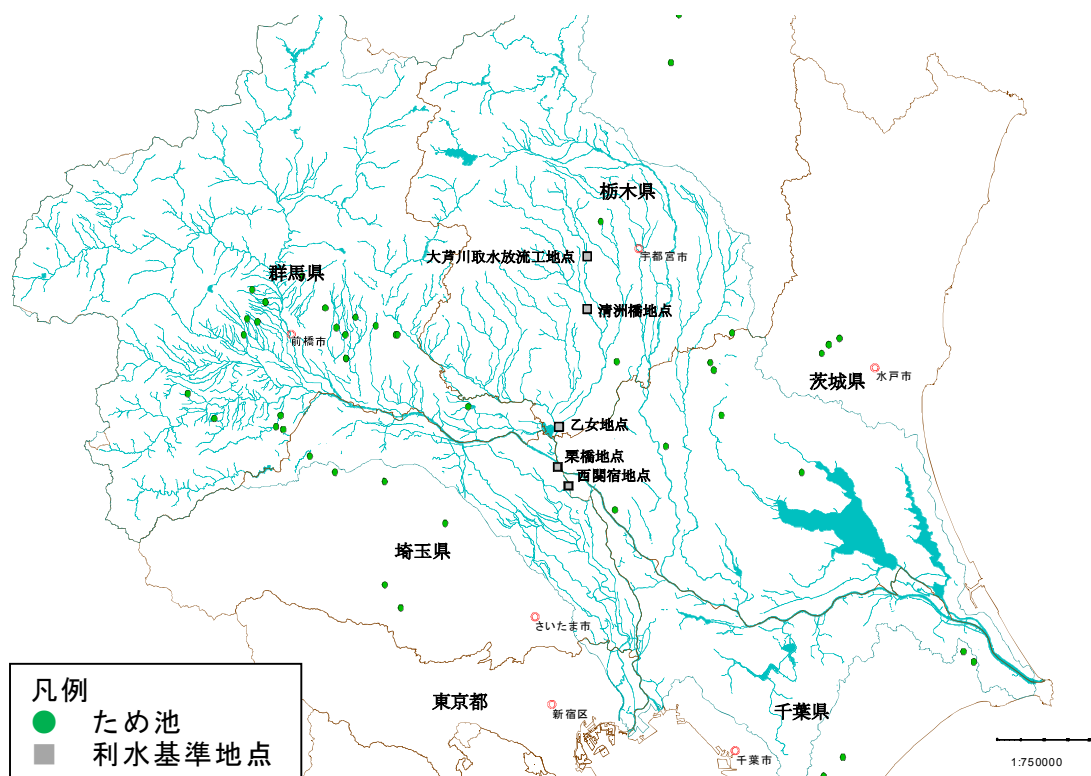 栃木県
大芦川取水放流工地点
宇都宮市
群馬県
清洲橋地点
前橋市
茨城県
水戸市
乙女地点
栗橋地点
西関宿地点
埼玉県
さいたま市
凡例
ため池
利水基準地点
東京都
新宿区
千葉県
千葉市
1:750000